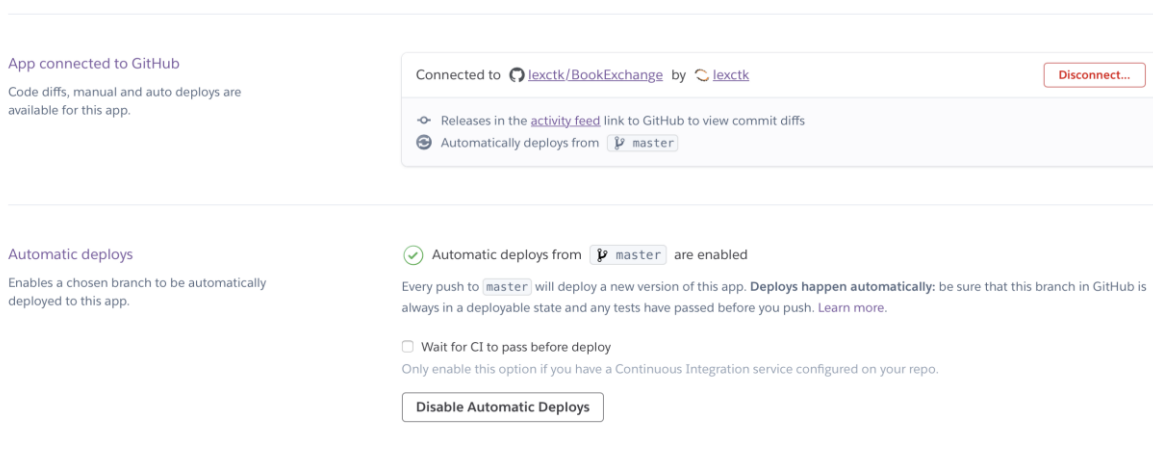 App connected to GitHub
Code diffs, manual and auto deploys are
available for this app.
Connected to lexctk/BookExchange by lexctk
Disconnect...
Releases in the activity feed link to GitHub to view commit diffs
Automatically deploys from master
Automatic deploys
Enables a chosen branch to be automatically
deployed to this app.
Automatic deploys from master are enabled
Every push to master will deploy a new version of this app. Deploys happen automatically: be sure that this branch in GitHub is
always in a deployable state and any tests have passed before you push. Learn more.
Wait for CI to pass before deploy
Only enable this option if you have a Continuous Integration service configured on your repo.
Disable Automatic Deploys